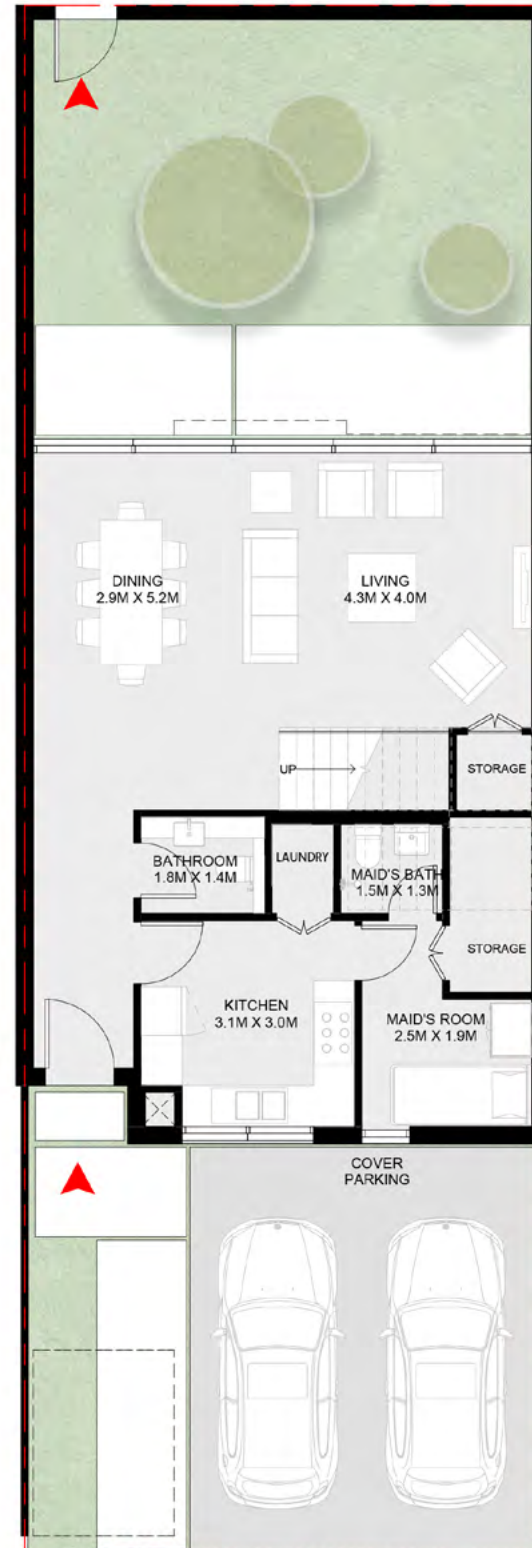 DINING
2.9M X 5.2M
LIVING
4.3M X 4.0M
UP
STORAGE
BATHROOM
1.8M X 1.4M
LAUNDRY
MAID'S BATH
1.5M X 1.3M
STORAGE
KITCHEN
3.1M X 3.0M
MAID'S ROOM
2.5M X 1.9M
COVER
PARKING